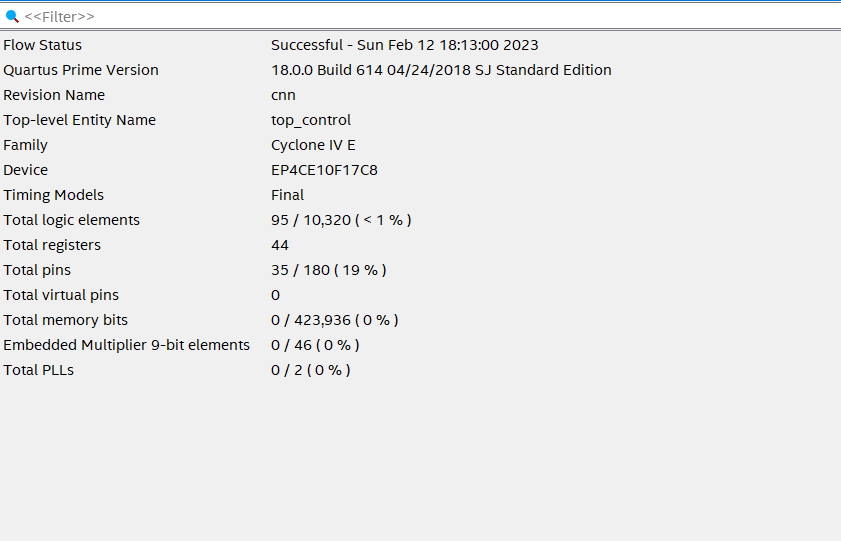 <<Filter>>
Flow Status Successful - Sun Feb 12 18:13:00 2023
Quartus Prime Version 18.0.0 Build 614 04/24/2018 SJ Standard Edition
Revision Name cnn
Top-level Entity Name top_control
Family Cyclone IV E
Device EP4CE10F17C8
Timing Models Final
Total logic elements 95 / 10,320 ( < 1 % )
Total registers 44
Total pins 35 / 180 ( 19 % )
Total virtual pins 0
Total memory bits 0 / 423,936 ( 0 % )
Embedded Multiplier 9-bit elements 0 / 46 ( 0 % )
Total PLLs 0 / 2 ( 0 % )